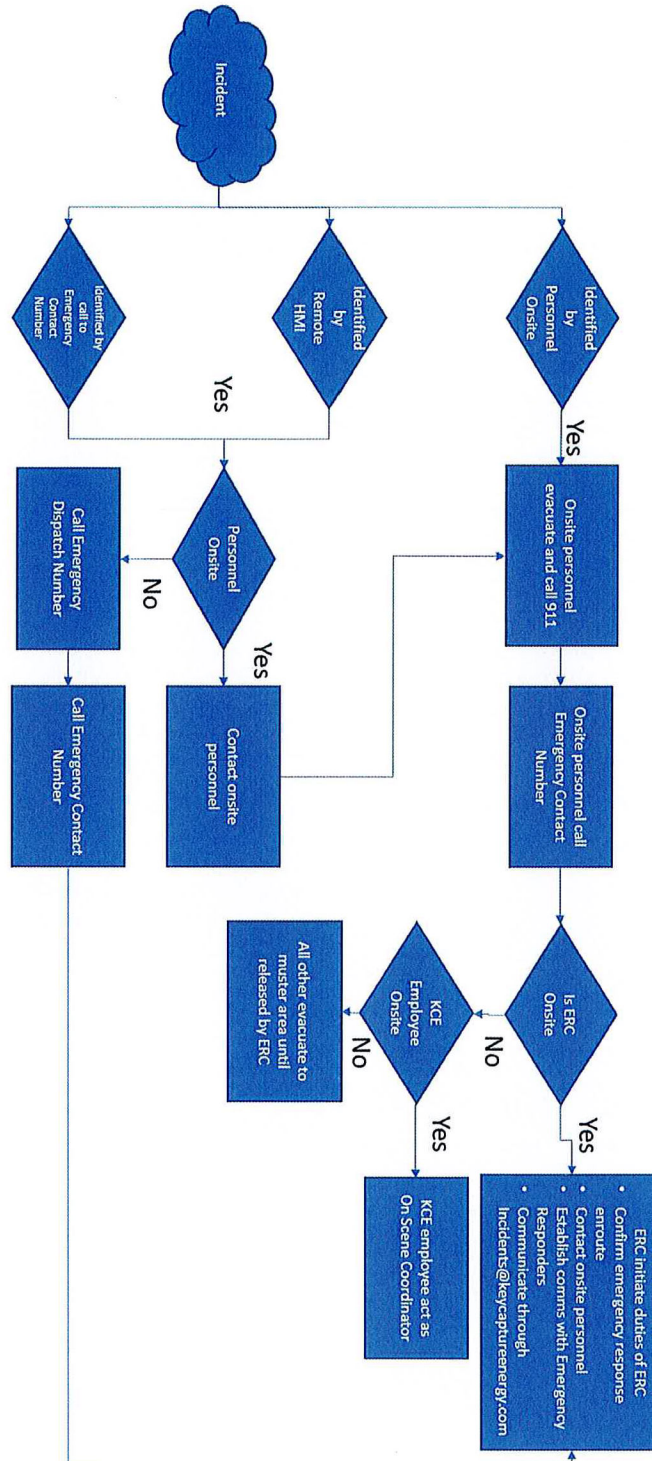 Incident
Identified
by
Personnel
Onsite
Yes
Onsite personnel
evacuate and call 911
Onsite personnel call
Emergency Contact
Number
Is ERC
Onsite
Yes
ERC initiate duties of ERC
• Confirm emergency response
enroute
• Contact onsite personnel
• Establish comms with Emergency
Responders
• Communicate through
Incidents@keycaptureenergy.com
No
KCE
Employee
Onsite
Yes
KCE employee act as
On Scene Coordinator
No
All other evacuate to
muster area until
released by ERC
Identified
by
Remote
HMI
Yes
Identified by
call to
Emergency
Contact
Number
Personnel
Onsite
Yes
Contact onsite
personnel
No
Call Emergency
Dispatch Number
Call Emergency Contact
Number